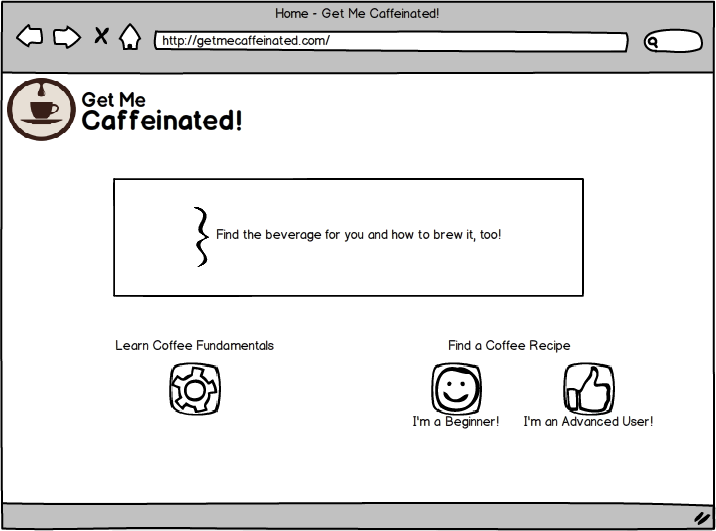 Home - Get Me Caffeinated!
http://getmecaffeinated.com/
Get Me
Caffeinated!
Find the beverage for you and how to brew it, too!
Learn Coffee Fundamentals
Find a Coffee Recipe
I'm a Beginner!
I'm an Advanced User!